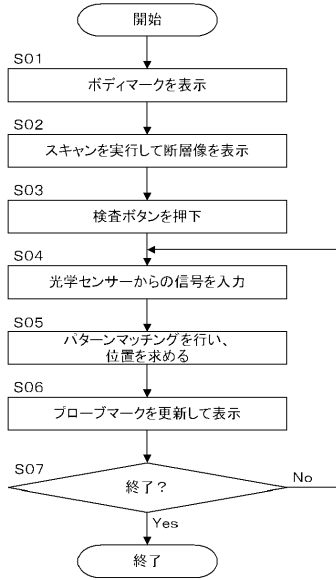 開始
S01
ボディマークを表示
S02
スキャンを実行して断層像を表示
S03
検査ボタンを押下
S04
光学センサーからの信号を入力
S05
パターンマッチングを行い、
位置を求める
S06
プローブマークを更新して表示
S07
終了？
No
Yes
終了